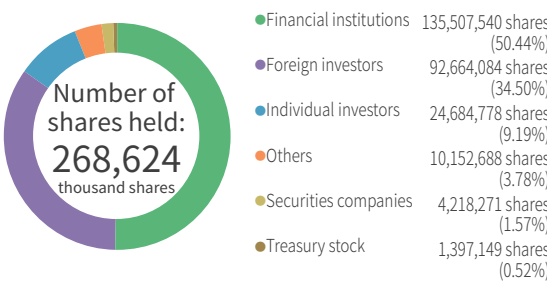 Number of
shares held:
268,624
thousand shares
Financial institutions 135,507,540 shares
(50.44%)
Foreign investors 92,664,084 shares
(34.50%)
Individual investors 24,684,778 shares
(9.19%)
Others 10,152,688 shares
(3.78%)
Securities companies 4,218,271 shares
(1.57%)
Treasury stock 1,397,149 shares
(0.52%)